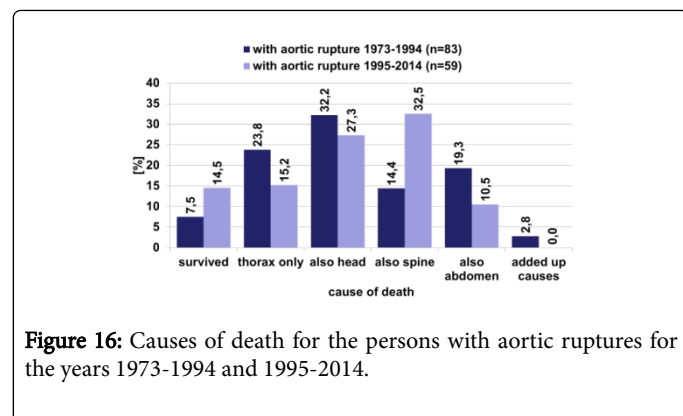 with aortic rupture 1973-1994 (n=83)
with aortic rupture 1995-2014 (n=59)
40
35
30
25
20
15
10
5
0
[%]
7,5
14,5
23,8
15,2
32,2
27,3
14,4
32,5
19,3
10,5
2,8
0,0
survived
thorax only
also head
also spine
also
abdomen
added up
causes
cause of death
Figure 16: Causes of death for the persons with aortic ruptures for
the years 1973-1994 and 1995-2014.